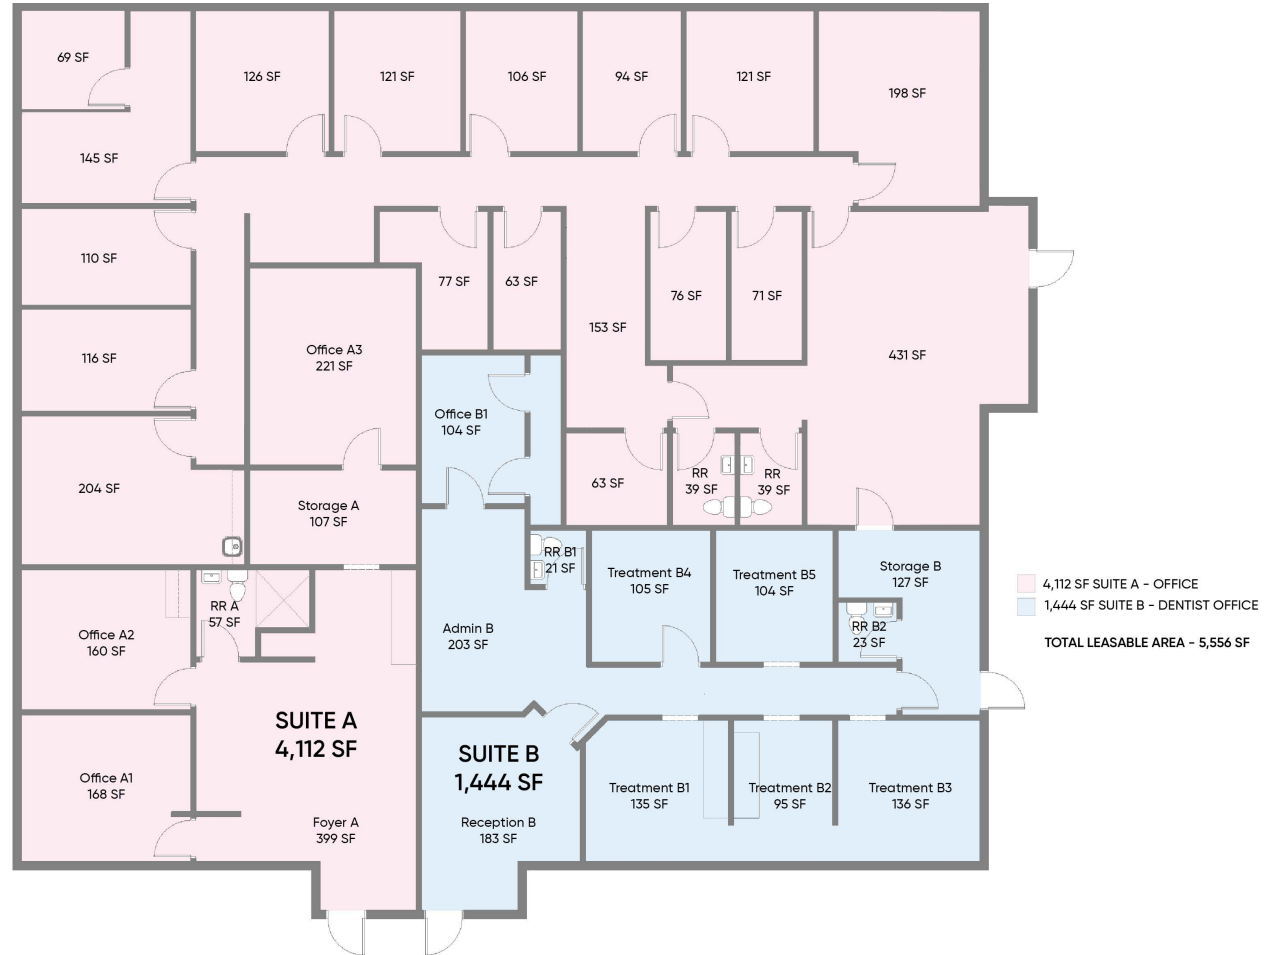 69 SF
126 SF
121 SF
106 SF
94 SF
121 SF
198 SF
145 SF
110 SF
77 SF
63 SF
76 SF
71 SF
153 SF
431 SF
116 SF
Office A3
221 SF
Office B1
104 SF
204 SF
Storage A
107 SF
63 SF
RR
39 SF
RR
39 SF
RR B1
21 SF
Treatment B4
105 SF
Treatment B5
104 SF
Storage B
127 SF
4,112 SF SUITE A - OFFICE
1,444 SF SUITE B - DENTIST OFFICE
TOTAL LEASABLE AREA - 5,556 SF
RR A
57 SF
Office A2
160 SF
Admin B
203 SF
RR B2
23 SF
SUITE A
4,112 SF
SUITE B
1,444 SF
Office A1
168 SF
Foyer A
399 SF
Reception B
183 SF
Treatment B1
135 SF
Treatment B2
95 SF
Treatment B3
136 SF